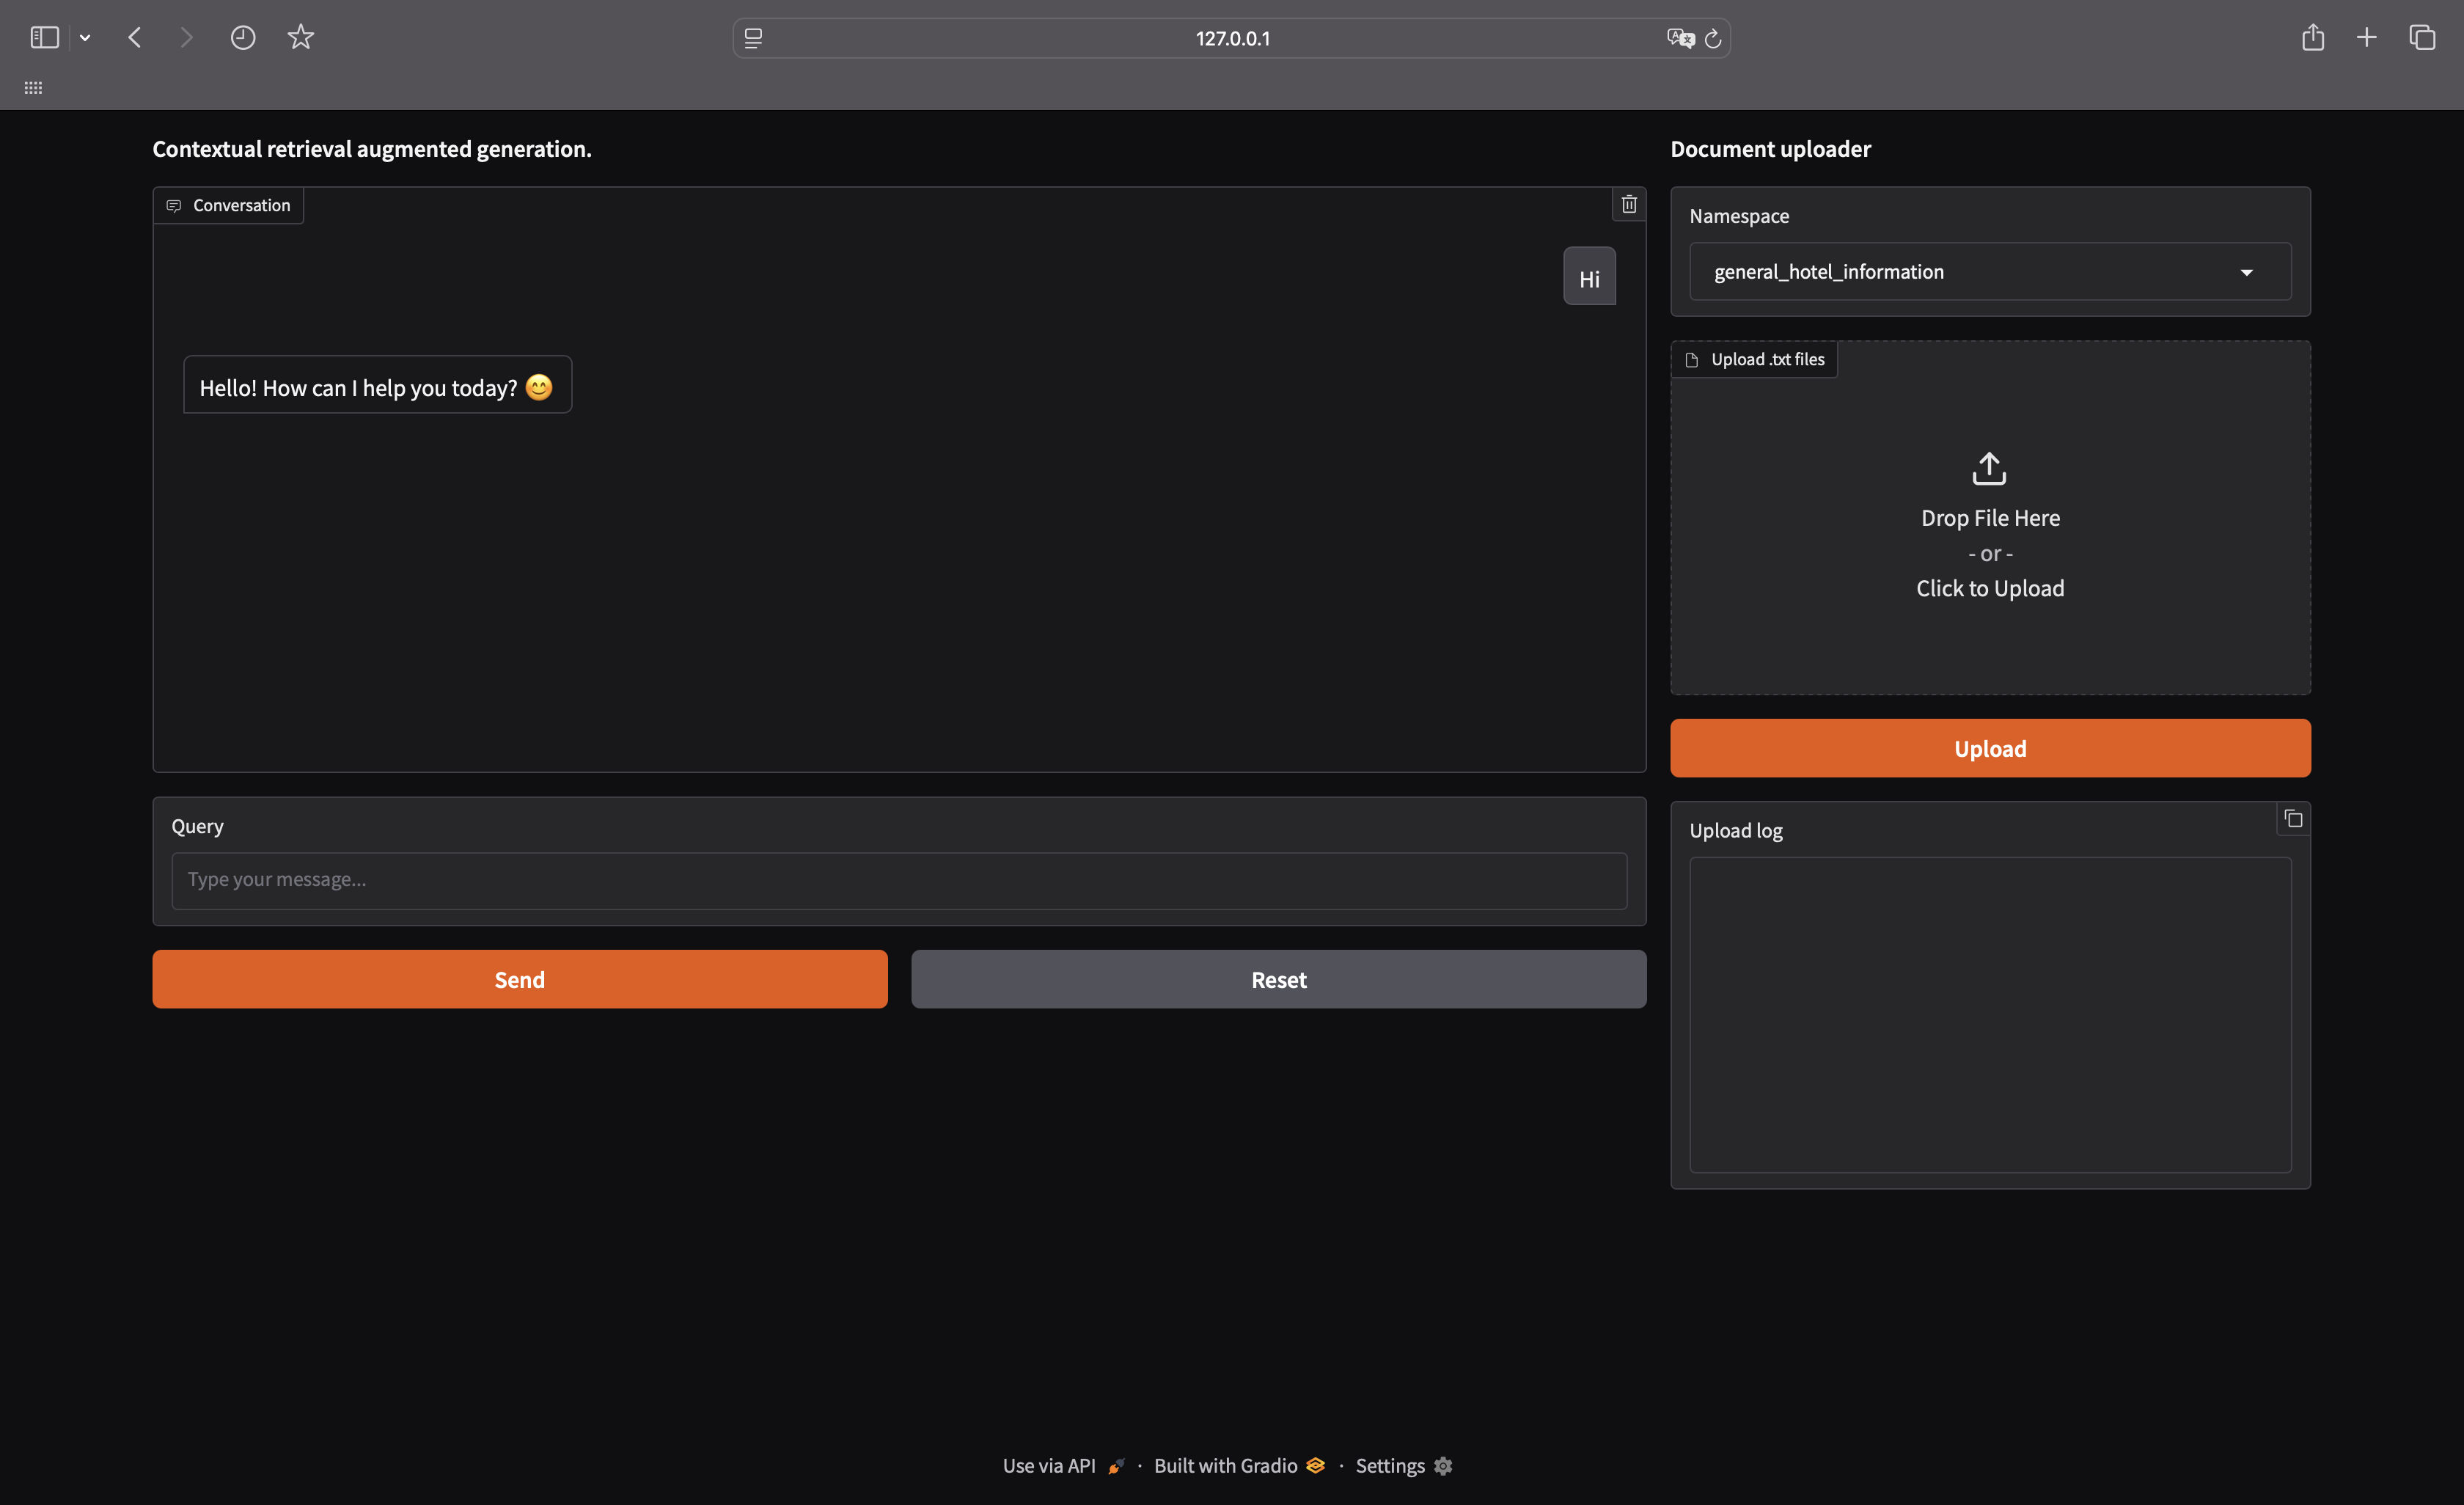 127.0.0.1
Contextual retrieval augmented generation.
Conversation
Hi
Hello! How can I help you today? 😊
Query
Type your message...
Send
Reset
Document uploader
Namespace
general_hotel_information
Upload .txt files
Drop File Here
- or -
Click to Upload
Upload
Upload log
Use via API · Built with Gradio · Settings